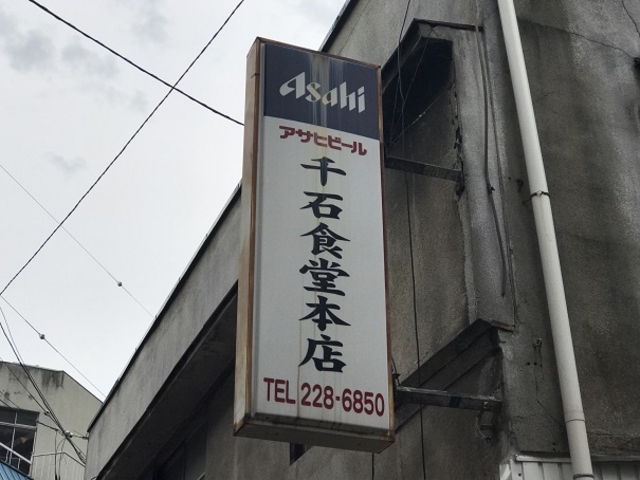 Asahi
アサヒビール
千石食堂本店
TEL 228-6850